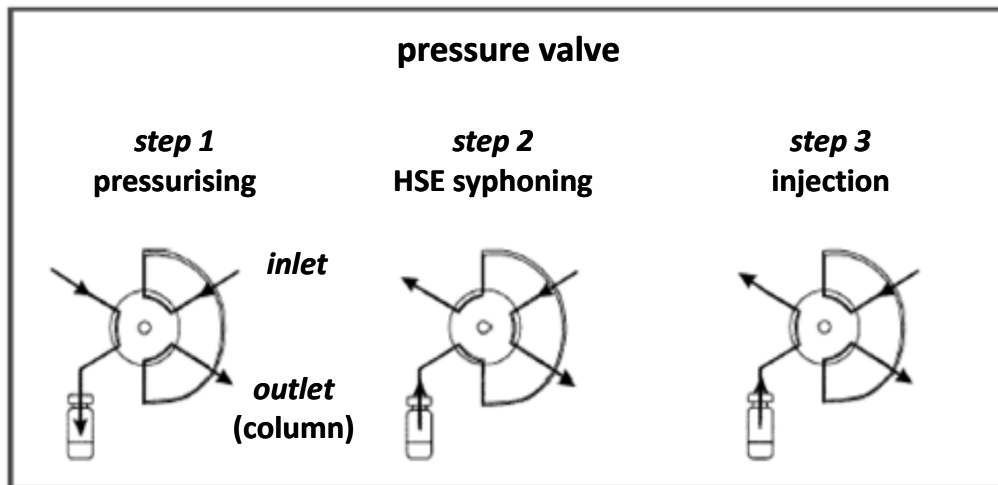 pressure valve
step 1
pressurising
step 2
HSE syphoning
step 3
injection
inlet
outlet
(column)